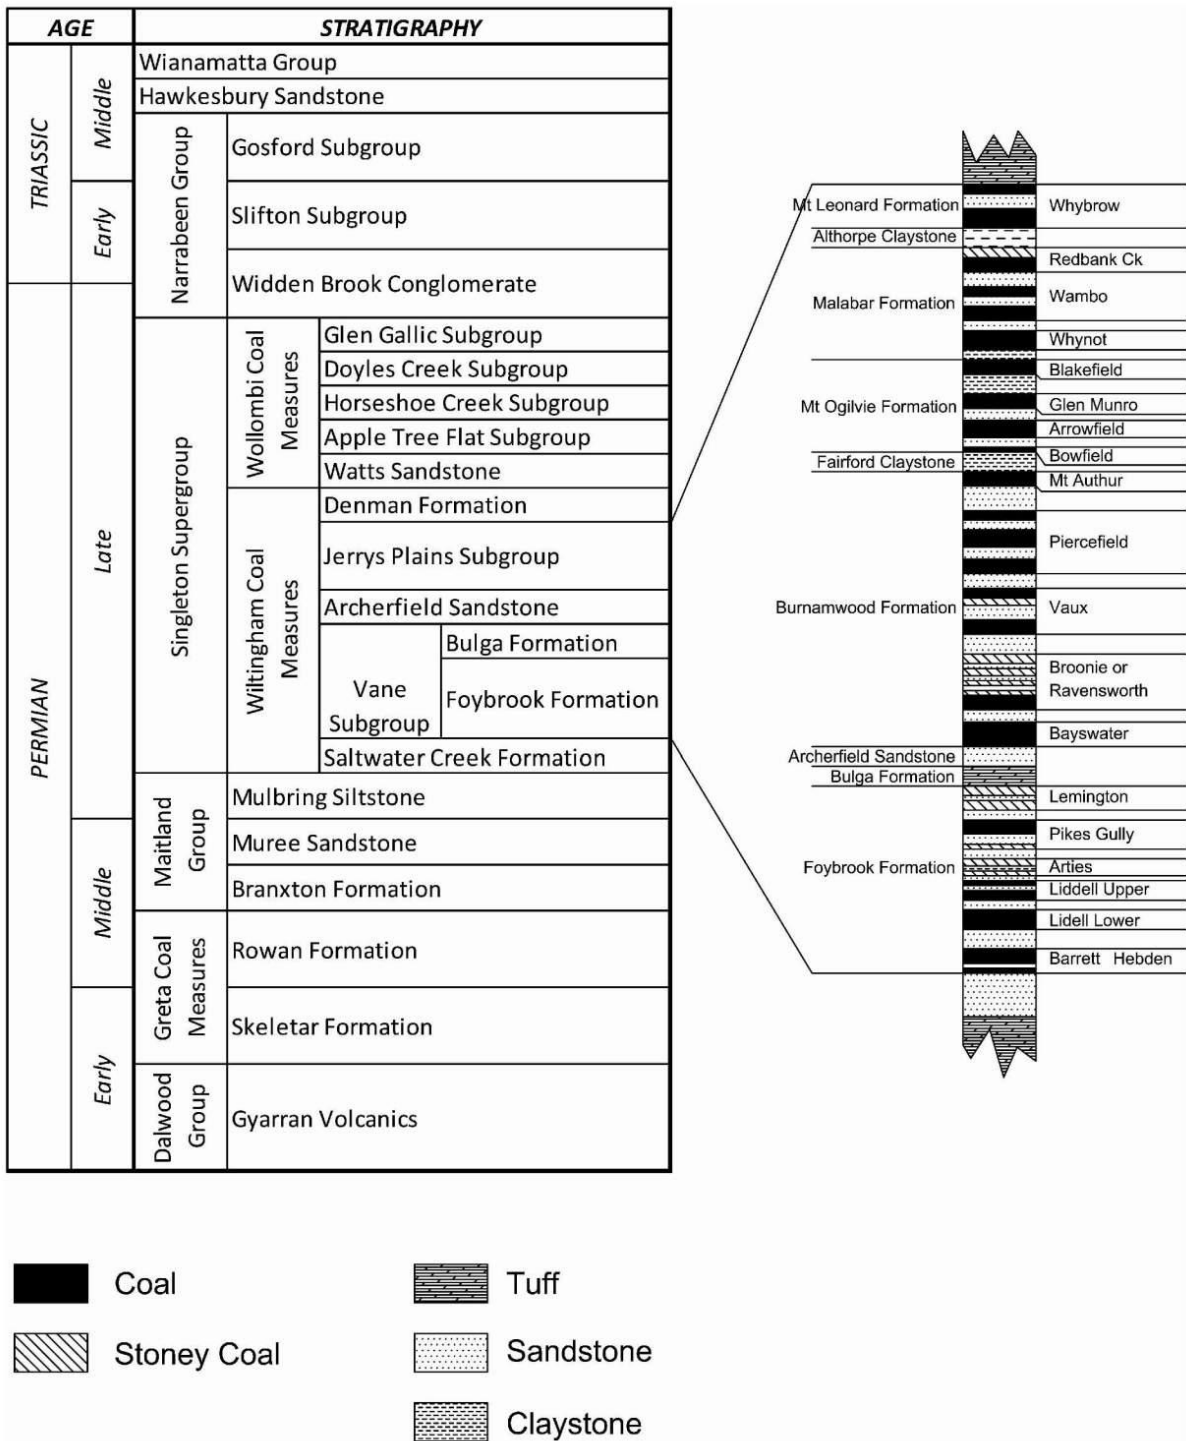 AGE
STRATIGRAPHY
TRIASSIC
Middle
Early
PERMIAN
Late
Middle
Early
Wianamatta Group
Hawkesbury Sandstone
Narrabeen Group
Gosford Subgroup
Slifton Subgroup
Widden Brook Conglomerate
Singleton Supergroup
Wollombi Coal
Measures
Glen Gallic Subgroup
Doyles Creek Subgroup
Horseshoe Creek Subgroup
Apple Tree Flat Subgroup
Watts Sandstone
Wiltingham Coal
Measures
Denman Formation
Jerrys Plains Subgroup
Archerfield Sandstone
Vane
Subgroup
Bulga Formation
Foybrook Formation
Saltwater Creek Formation
Maitland
Group
Mulbring Siltstone
Muree Sandstone
Branxton Formation
Greta Coal
Measures
Rowan Formation
Skeletar Formation
Dalwood
Group
Gyarran Volcanics
Mt Leonard Formation
Althorpe Claystone
Malabar Formation
Mt Ogilvie Formation
Fairford Claystone
Burnamwood Formation
Archerfield Sandstone
Bulga Formation
Foybrook Formation
Whybrow
Redbank Ck
Wambo
Whynot
Blakefield
Glen Munro
Arrowfield
Bowfield
Mt Authur
Piercefield
Vaux
Broonie or
Ravensworth
Bayswater
Lemington
Pikes Gully
Arties
Liddell Upper
Lidell Lower
Barrett Hebden
Coal
Stoney Coal
Tuff
Sandstone
Claystone